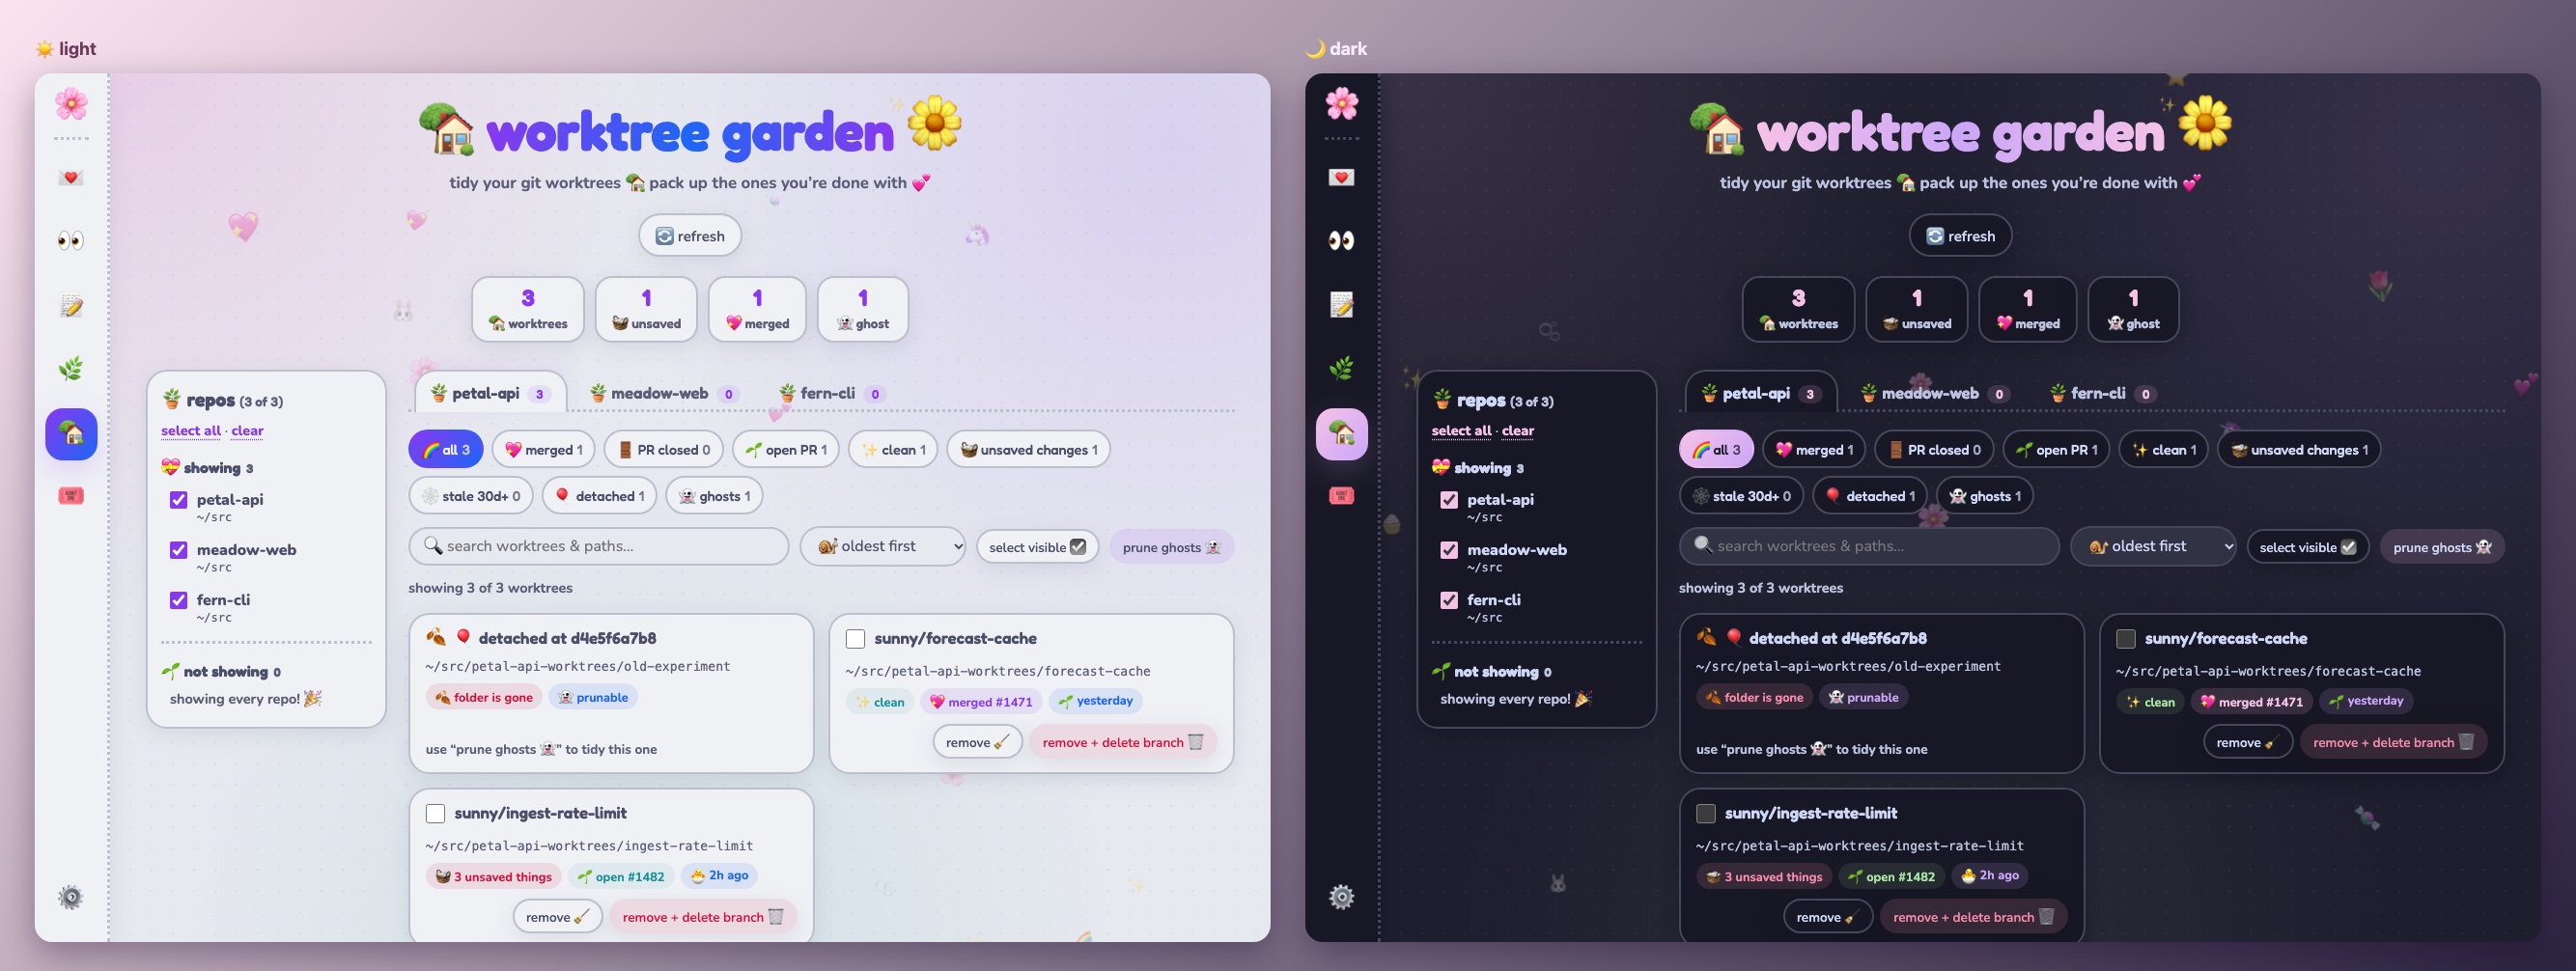 ☀️ light
🏡 worktree garden 🌼
tidy your git worktrees 🏡 pack up the ones you're done with 💕
🔄 refresh
3
🏡 worktrees
1
🧺 unsaved
1
💖 merged
1
👻 ghost
🪴 repos (3 of 3)
select all · clear
💝 showing 3
petal-api
~/src
meadow-web
~/src
fern-cli
~/src
🌱 not showing 0
showing every repo! 🎉
🪴 petal-api 3
🪴 meadow-web 0
🪴 fern-cli 0
🌈 all 3
💖 merged 1
🚪 PR closed 0
🌱 open PR 1
✨ clean 1
🧺 unsaved changes 1
🕸️ stale 30d+ 0
🎈 detached 1
👻 ghosts 1
🔍 search worktrees & paths...
🐌 oldest first
select visible ☑️
prune ghosts 👻
showing 3 of 3 worktrees
🍂 🎈 detached at d4e5f6a7b8
~/src/petal-api-worktrees/old-experiment
🍂 folder is gone
👻 prunable
use “prune ghosts 👻” to tidy this one
sunny/forecast-cache
~/src/petal-api-worktrees/forecast-cache
✨ clean
💖 merged #1471
🌱 yesterday
remove 🧹
remove + delete branch 🗑️
sunny/ingest-rate-limit
~/src/petal-api-worktrees/ingest-rate-limit
🧺 3 unsaved things
🌱 open #1482
🐣 2h ago
remove 🧹
remove + delete branch 🗑️
🌙 dark
🏡 worktree garden 🌼
tidy your git worktrees 🏡 pack up the ones you're done with 💕
🔄 refresh
3
🏡 worktrees
1
🧺 unsaved
1
💖 merged
1
👻 ghost
🪴 repos (3 of 3)
select all · clear
💝 showing 3
petal-api
~/src
meadow-web
~/src
fern-cli
~/src
🌱 not showing 0
showing every repo! 🎉
🪴 petal-api 3
🪴 meadow-web 0
🪴 fern-cli 0
🌈 all 3
💖 merged 1
🚪 PR closed 0
🌱 open PR 1
✨ clean 1
🧺 unsaved changes 1
🕸️ stale 30d+ 0
🎈 detached 1
👻 ghosts 1
🔍 search worktrees & paths...
🐌 oldest first
select visible ☑️
prune ghosts 👻
showing 3 of 3 worktrees
🍂 🎈 detached at d4e5f6a7b8
~/src/petal-api-worktrees/old-experiment
🍂 folder is gone
👻 prunable
use “prune ghosts 👻” to tidy this one
sunny/forecast-cache
~/src/petal-api-worktrees/forecast-cache
✨ clean
💖 merged #1471
🌱 yesterday
remove 🧹
remove + delete branch 🗑️
sunny/ingest-rate-limit
~/src/petal-api-worktrees/ingest-rate-limit
🧺 3 unsaved things
🌱 open #1482
🐣 2h ago
remove 🧹
remove + delete branch 🗑️